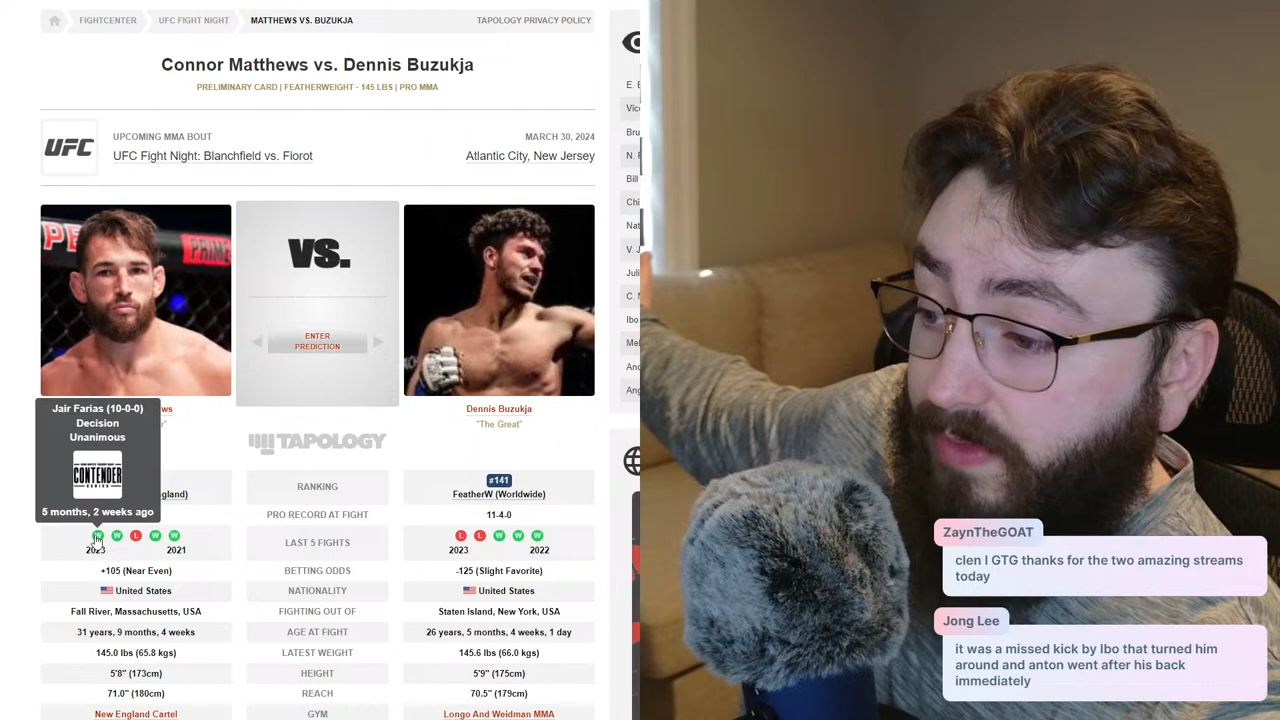 FIGHTCENTER
UFC FIGHT NIGHT
MATTHEWS VS. BUZUKJA
TAPOLOGY PRIVACY POLICY
Connor Matthews vs. Dennis Buzukja
PRELIMINARY CARD | FEATHERWEIGHT · 145 LBS | PRO MMA
UFC
UPCOMING MMA BOUT
MARCH 30, 2024
UFC Fight Night: Blanchfield vs. Fiorot
Atlantic City, New Jersey
VS.
ENTER
PREDICTION
Dennis Buzukja
"The Great"
TAPOLOGY
Jair Farias (10-0-0)
Decision
Unanimous
CONTENDER
SERIES
5 months, 2 weeks ago
RANKING
#141
FeatherW (Worldwide)
PRO RECORD AT FIGHT
11-4-0
W W L W W
LAST 5 FIGHTS
L L W W W
2023
2021
2023
2022
+105 (Near Even)
BETTING ODDS
-125 (Slight Favorite)
United States
NATIONALITY
United States
Fall River, Massachusetts, USA
FIGHTING OUT OF
Staten Island, New York, USA
31 years, 9 months, 4 weeks
AGE AT FIGHT
26 years, 5 months, 4 weeks, 1 day
145.0 lbs (65.8 kgs)
LATEST WEIGHT
145.6 lbs (66.0 kgs)
5'8" (173cm)
HEIGHT
5'9" (175cm)
71.0" (180cm)
REACH
70.5" (179cm)
New England Cartel
GYM
Longo And Weidman MMA
ZaynTheGOAT
clen I GTG thanks for the two amazing streams
today
Jong Lee
it was a missed kick by Ibo that turned him
around and anton went after his back
immediately